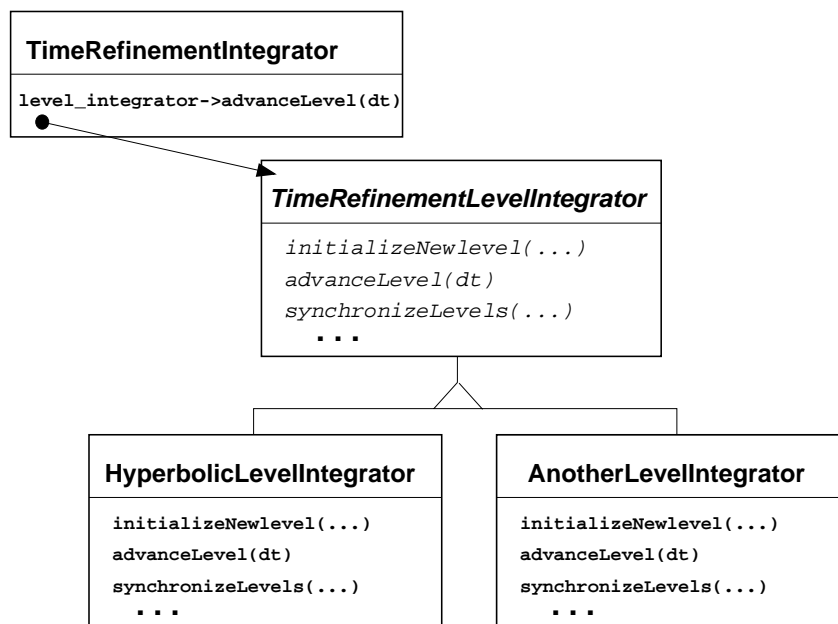 TimeRefinementIntegrator
level_integrator->advanceLevel(dt)
TimeRefinementLevelIntegrator
initializeNewlevel(...)
advanceLevel(dt)
synchronizeLevels(...)
...
HyperbolicLevelIntegrator
initializeNewlevel(...)
advanceLevel(dt)
synchronizeLevels(...)
...
AnotherLevelIntegrator
initializeNewlevel(...)
advanceLevel(dt)
synchronizeLevels(...)
...